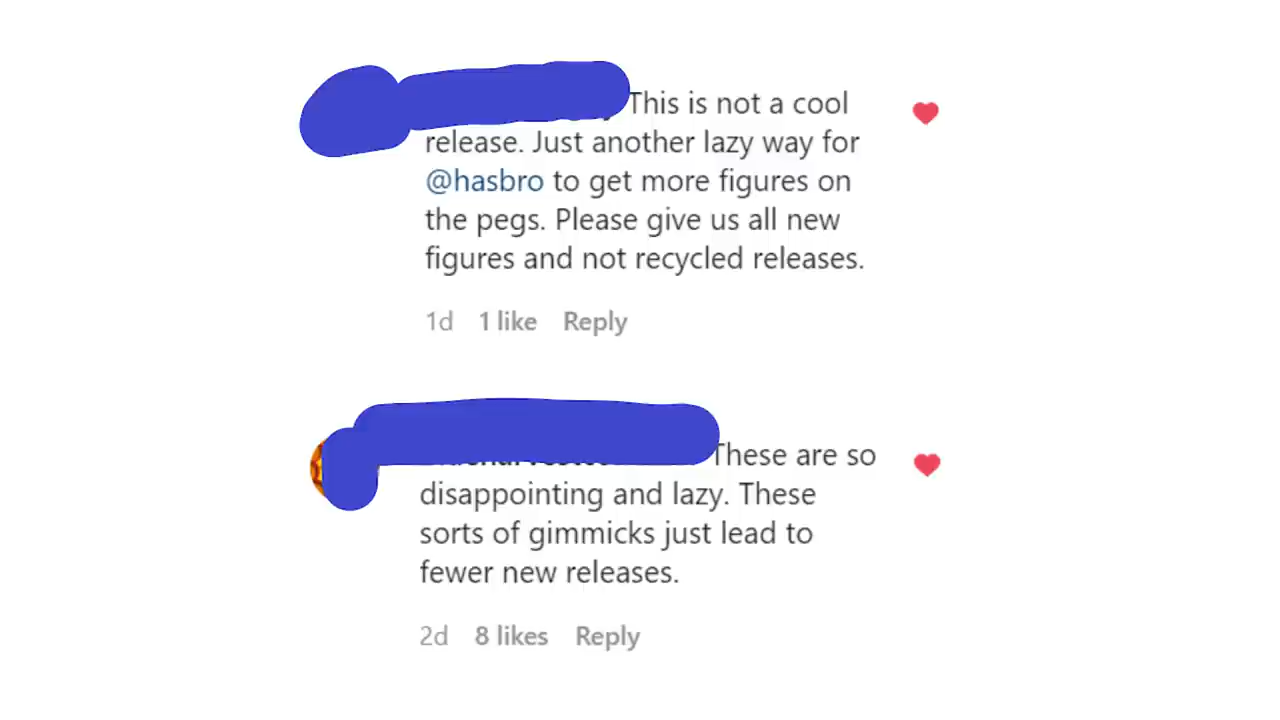 This is not a cool
release. Just another lazy way for
@hasbro to get more figures on
the pegs. Please give us all new
figures and not recycled releases.
1d 1 like Reply
These are so
disappointing and lazy. These
sorts of gimmicks just lead to
fewer new releases.
2d 8 likes Reply